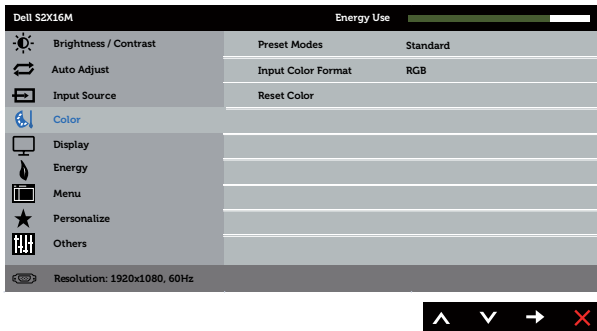 Dell S2X16M Energy Use
Brightness / Contrast Preset Modes Standard
Auto Adjust Input Color Format RGB
Input Source Reset Color
Color
Display
Energy
Menu
Personalize
Others
Resolution: 1920x1080, 60Hz